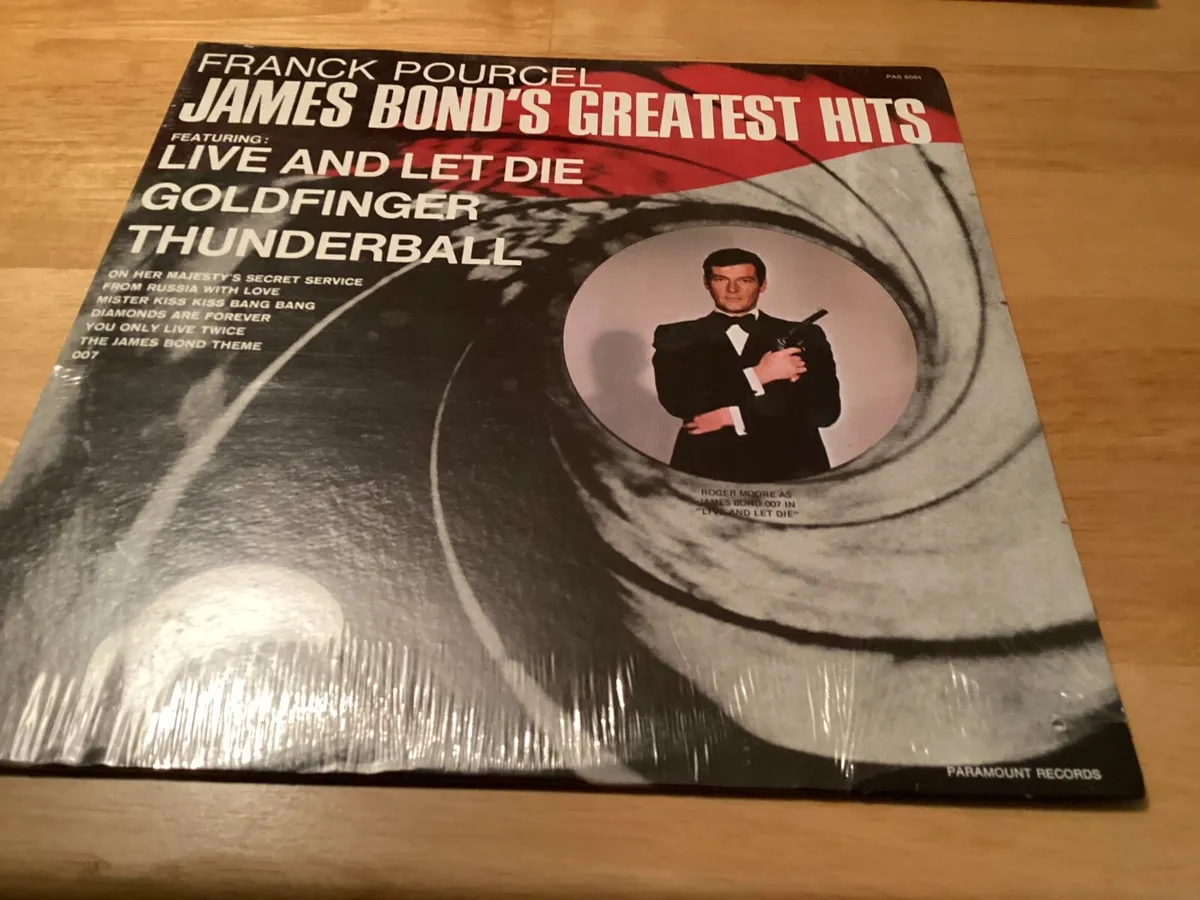 FRANCK POURCEL
PAS 6061
JAMES BOND'S GREATEST HITS
FEATURING:
LIVE AND LET DIE
GOLDFINGER
THUNDERBALL
ON HER MAJESTY'S SECRET SERVICE
FROM RUSSIA WITH LOVE
MISTER KISS KISS BANG BANG
DIAMONDS ARE FOREVER
YOU ONLY LIVE TWICE
THE JAMES BOND THEME
007
ROGER MOORE AS
JAMES BOND 007 IN
"LIVE AND LET DIE"
PARAMOUNT RECORDS